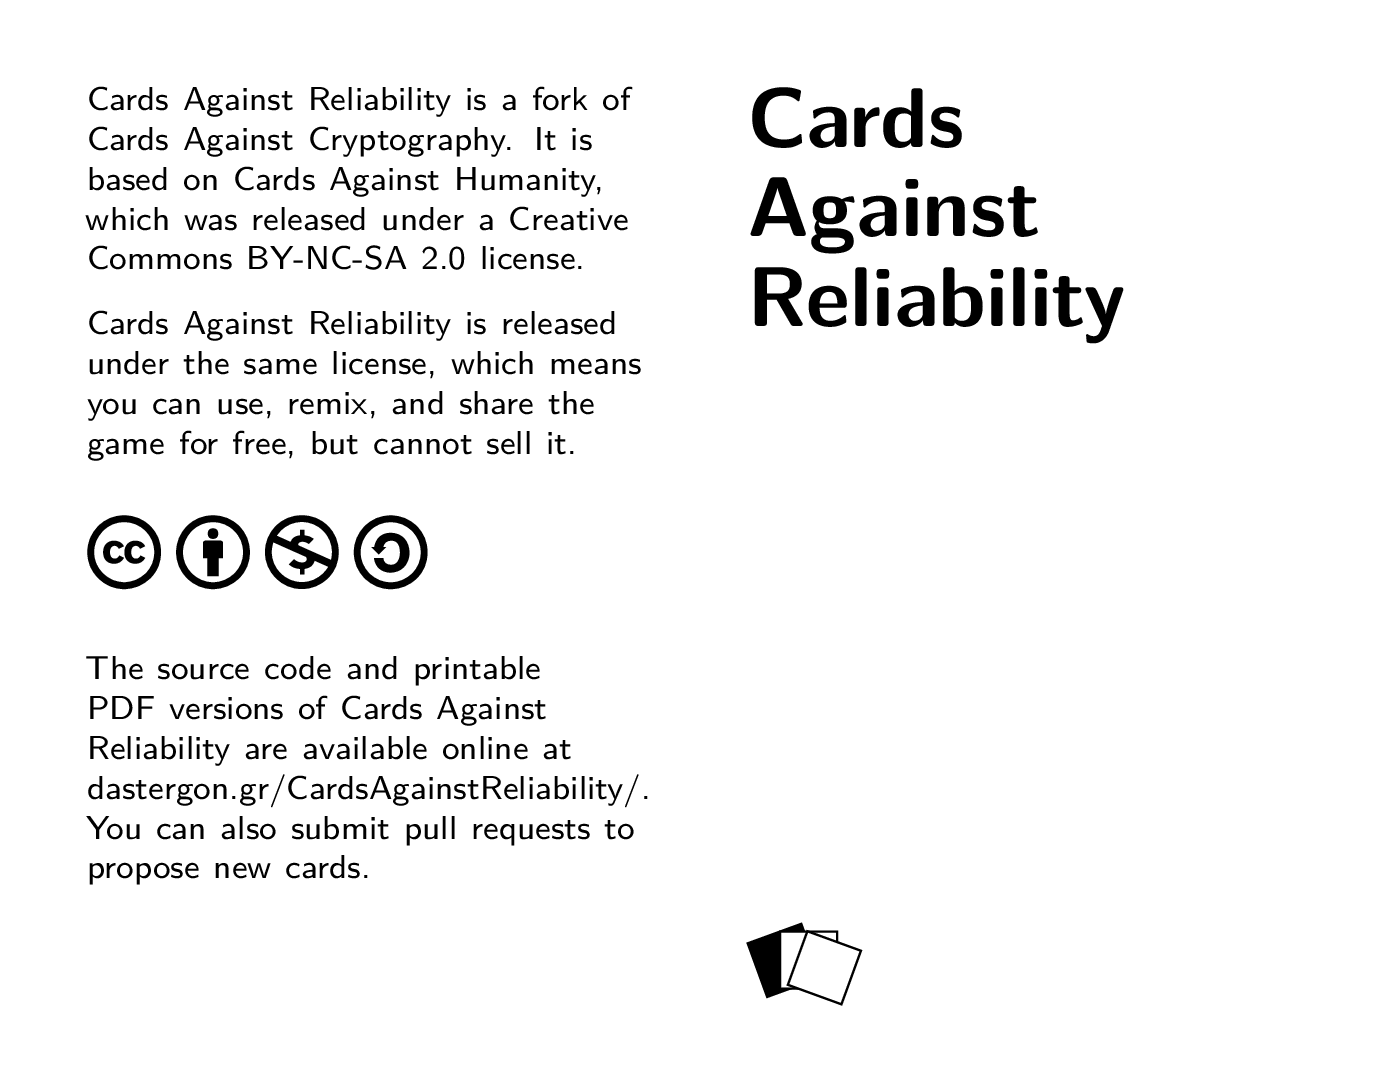 Cards Against Reliability is a fork of
Cards Against Cryptography. It is
based on Cards Against Humanity,
which was released under a Creative
Commons BY-NC-SA 2.0 license.
Cards Against Reliability is released
under the same license, which means
you can use, remix, and share the
game for free, but cannot sell it.
cc
The source code and printable
PDF versions of Cards Against
Reliability are available online at
dastergon.gr/CardsAgainstReliability/.
You can also submit pull requests to
propose new cards.
Cards
Against
Reliability